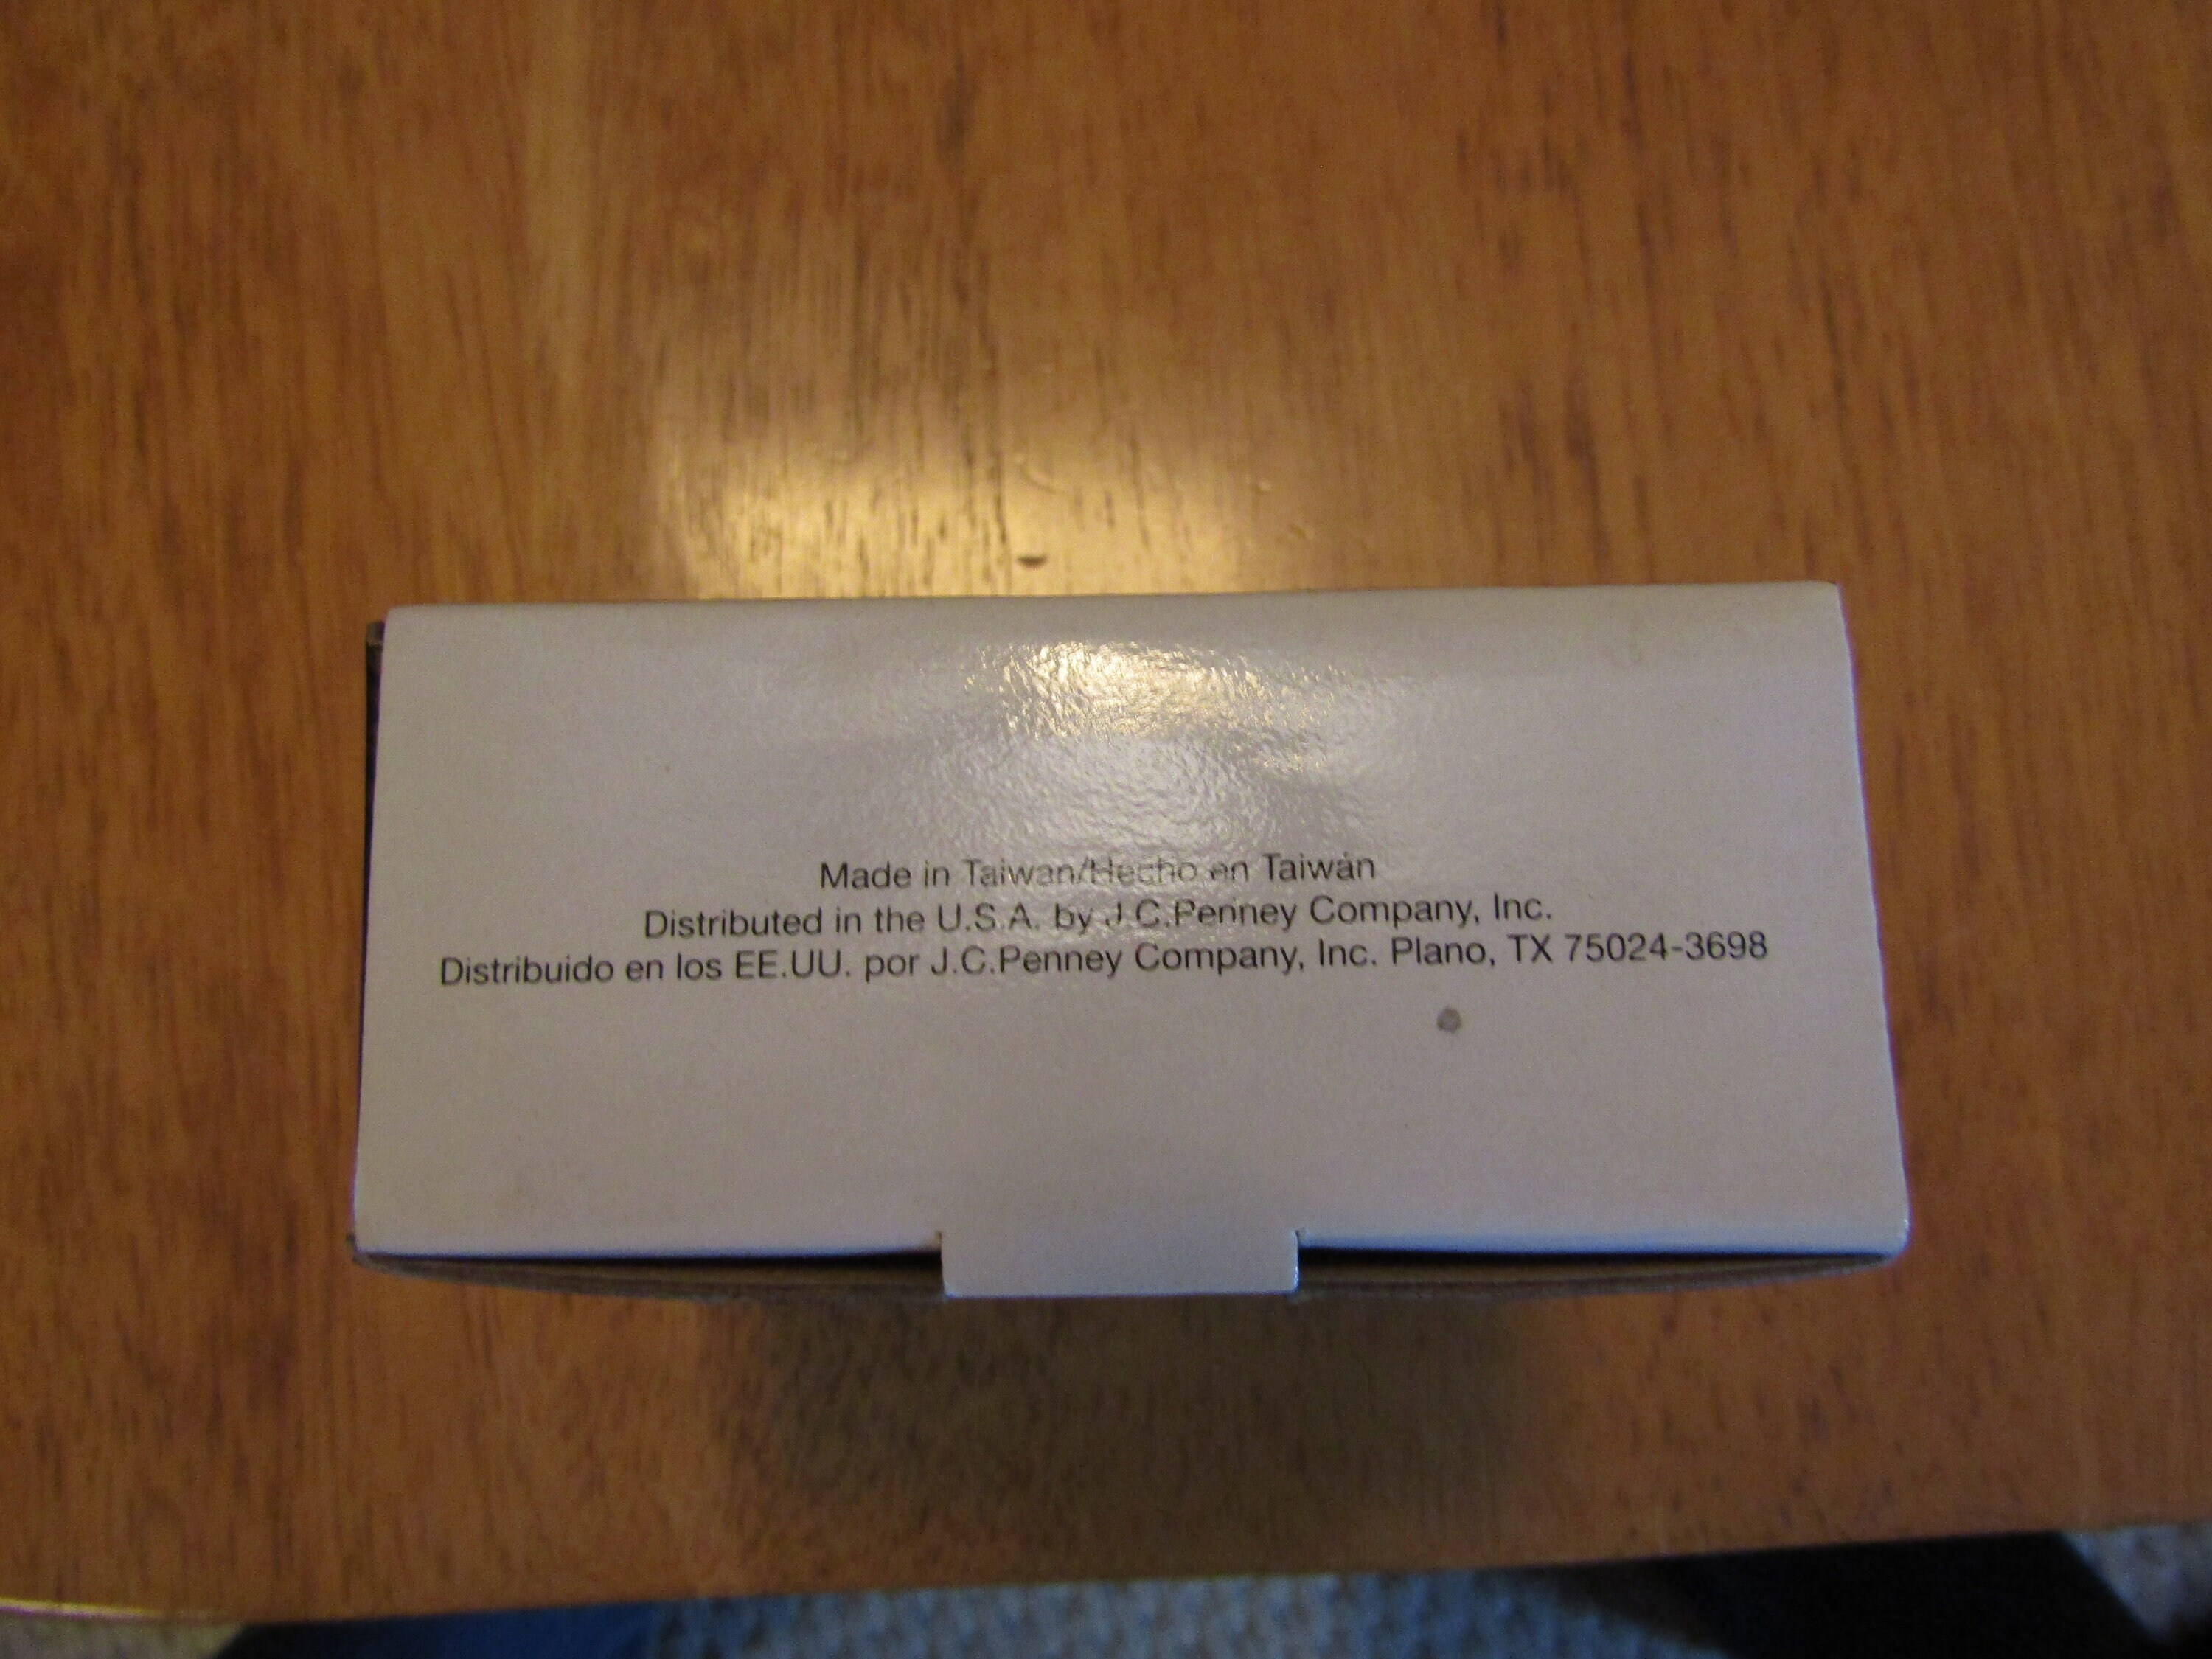 Made in Taiwan/Hecho en Taiwán
Distributed in the U.S.A. by J.C.Penney Company, Inc.
Distribuido en los EE.UU. por J.C.Penney Company, Inc. Plano, TX 75024-3698